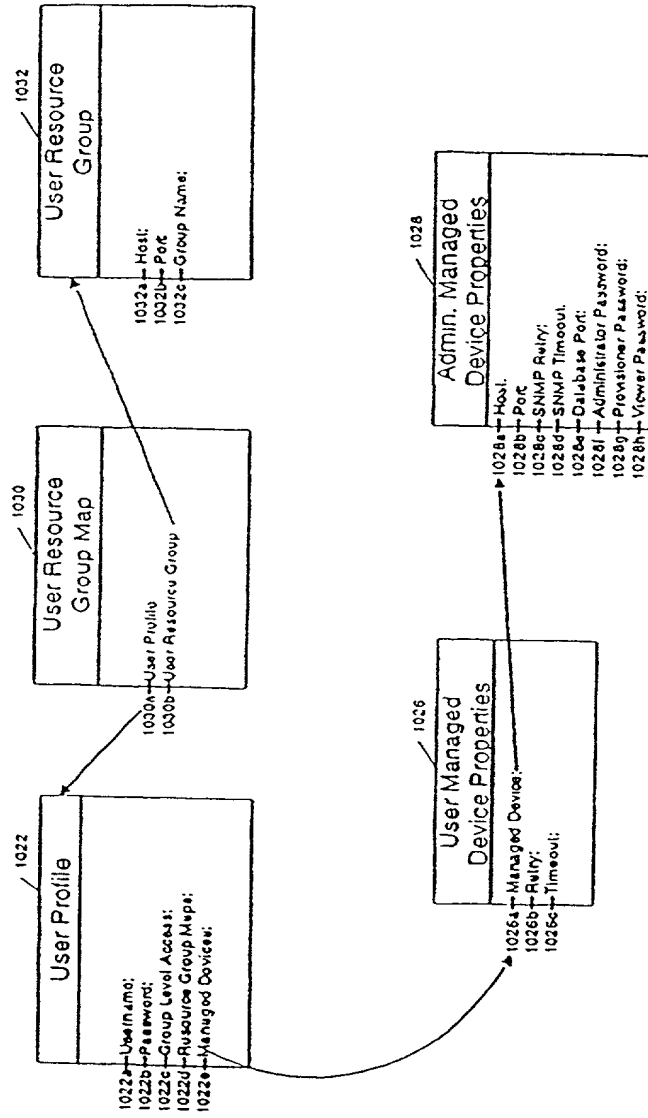 1022
User Profile
1022a Username;
1022b Password;
1022c Group Level Access;
1022d Resource Group Maps;
1022e Managed Devices;
1030
User Resource
Group Map
1030a User Profile
1030b User Resource Group
1032
User Resource
Group
1032a Host;
1032b Port
1032c Group Name;
1026
User Managed
Device Properties
1026a Managed Device;
1026b Retry;
1026c Timeout;
1028
Admin. Managed
Device Properties
1028a Host.
1028b Port
1028c SNMP Retry;
1028d SNMP Timeout.
1028e Database Port;
1028f Administrator Password;
1028g Provisioner Password;
1028h Viewer Password;